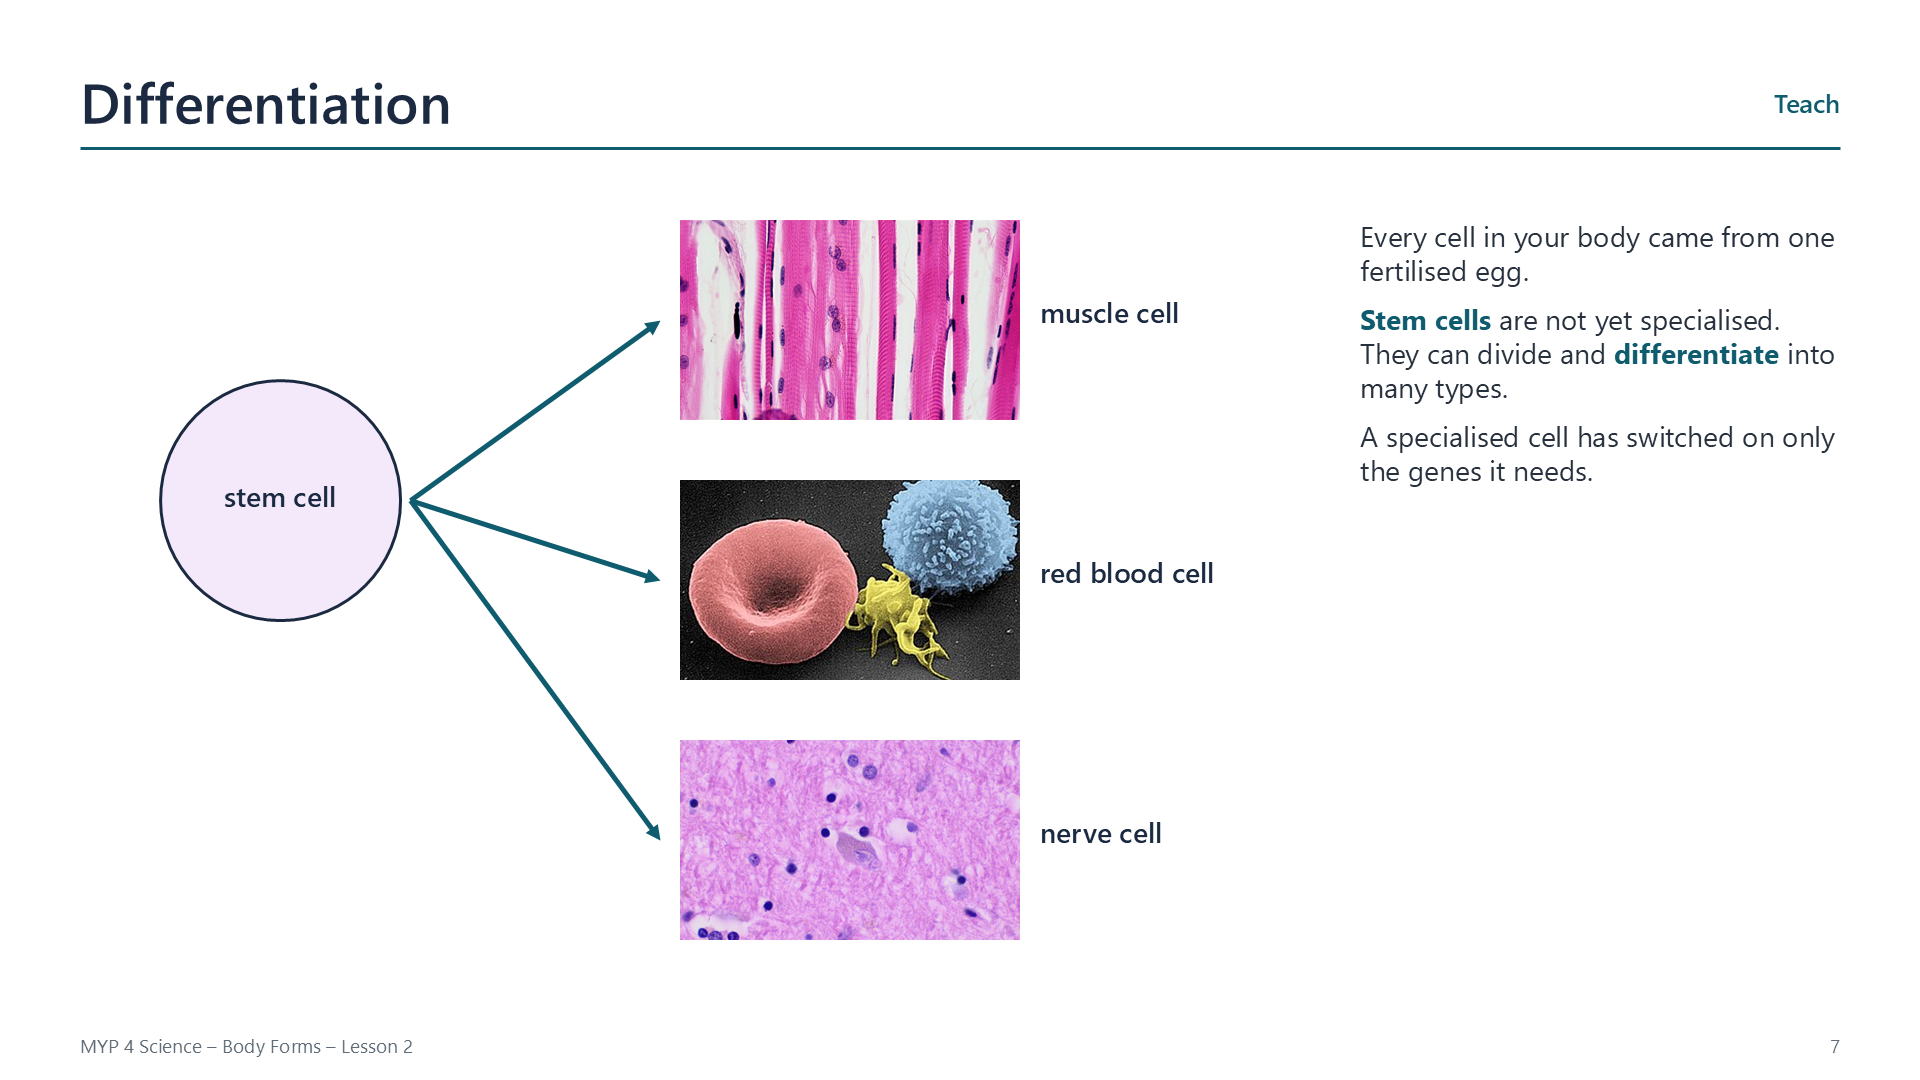 Differentiation
Teach
stem cell
muscle cell
red blood cell
nerve cell
Every cell in your body came from one
fertilised egg.
Stem cells are not yet specialised.
They can divide and differentiate into
many types.
A specialised cell has switched on only
the genes it needs.
MYP 4 Science – Body Forms – Lesson 2
7